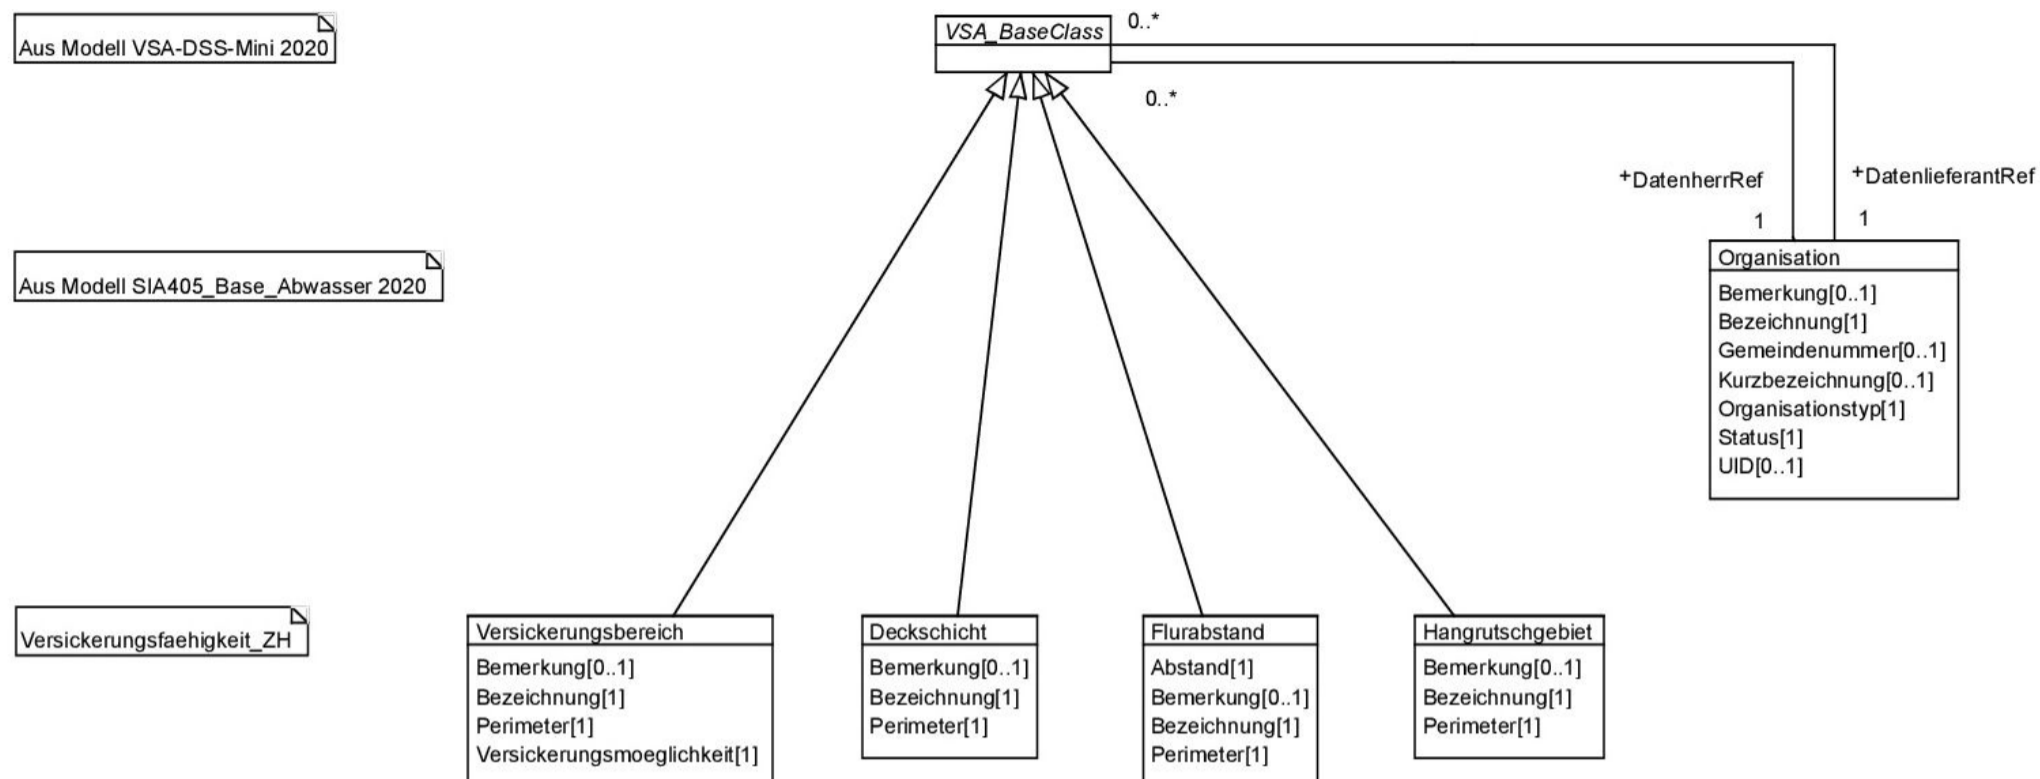 Aus Modell VSA-DSS-Mini 2020
VSA_BaseClass
0..*
0..*
+DatenherrRef
+DatenlieferantRef
1
1
Aus Modell SIA405_Base_Abwasser 2020
Organisation
Bemerkung[0..1]
Bezeichnung[1]
Gemeindenummer[0..1]
Kurzbezeichnung[0..1]
Organisationstyp[1]
Status[1]
UID[0..1]
Versickerungsfaehigkeit_ZH
Versickerungsbereich
Bemerkung[0..1]
Bezeichnung[1]
Perimeter[1]
Versickerungsmoeglichkeit[1]
Deckschicht
Bemerkung[0..1]
Bezeichnung[1]
Perimeter[1]
Flurabstand
Abstand[1]
Bemerkung[0..1]
Bezeichnung[1]
Perimeter[1]
Hangrutschgebiet
Bemerkung[0..1]
Bezeichnung[1]
Perimeter[1]